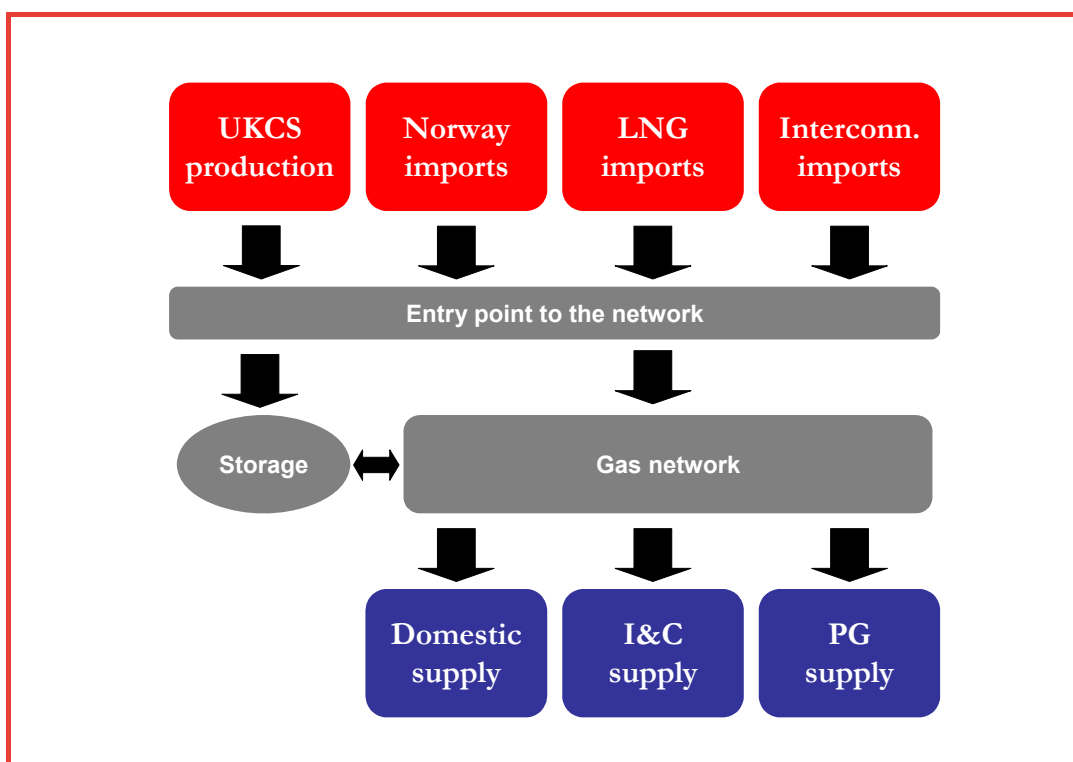 UKCS
production
Norway
imports
LNG
imports
Interconn.
imports
Entry point to the network
Storage
Gas network
Domestic
supply
I&C
supply
PG
supply